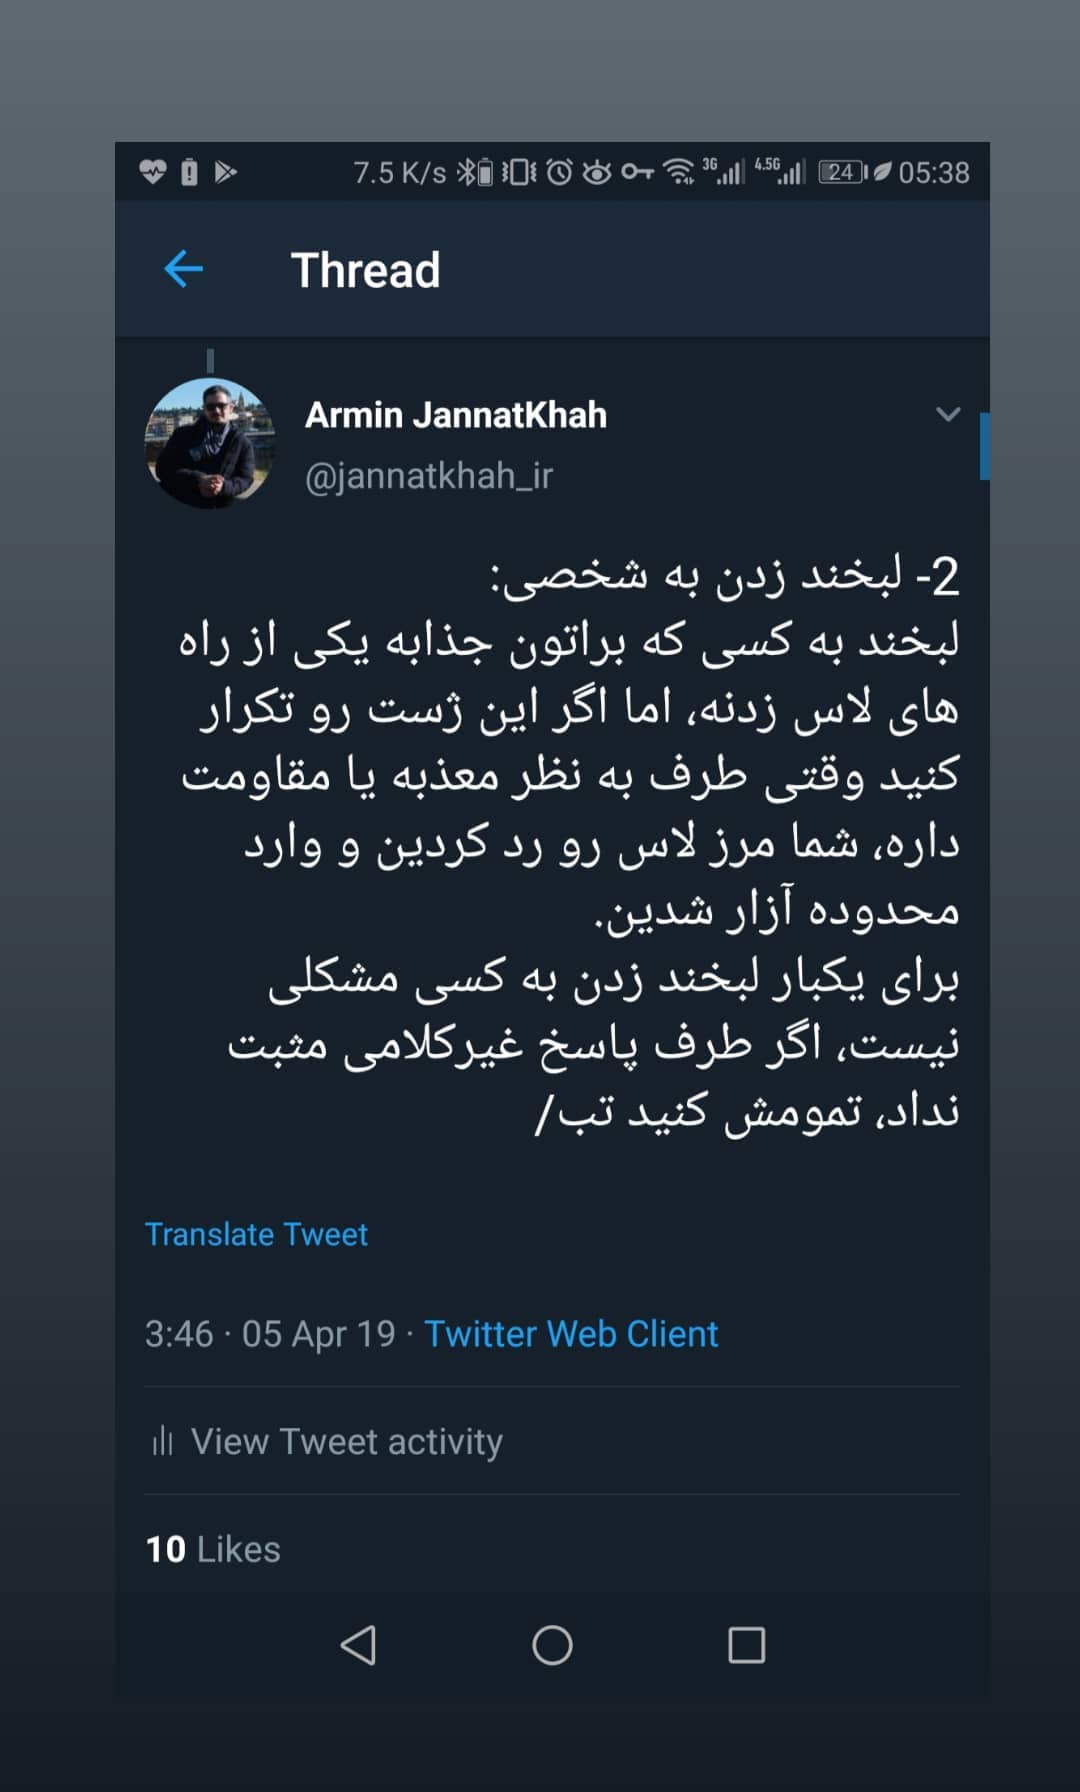 7.5 K/s 3G 4.5G 24 05:38
Thread
Armin JannatKhah
@jannatkhah_ir
2- لبخند زدن به شخصی:
لبخند به کسی که براتون جذابه یکی از راه
های لاس زدنه، اما اگر این ژست رو تکرار
کنید وقتی طرف به نظر معذبه یا مقاومت
داره، شما مرز لاس رو رد کردین و وارد
محدوده آزار شدین.
برای یکبار لبخند زدن به کسی مشکلی
نیست، اگر طرف پاسخ غیرکلامی مثبت
نداد، تمومش کنید تب/
Translate Tweet
3:46 · 05 Apr 19 · Twitter Web Client
View Tweet activity
10 Likes